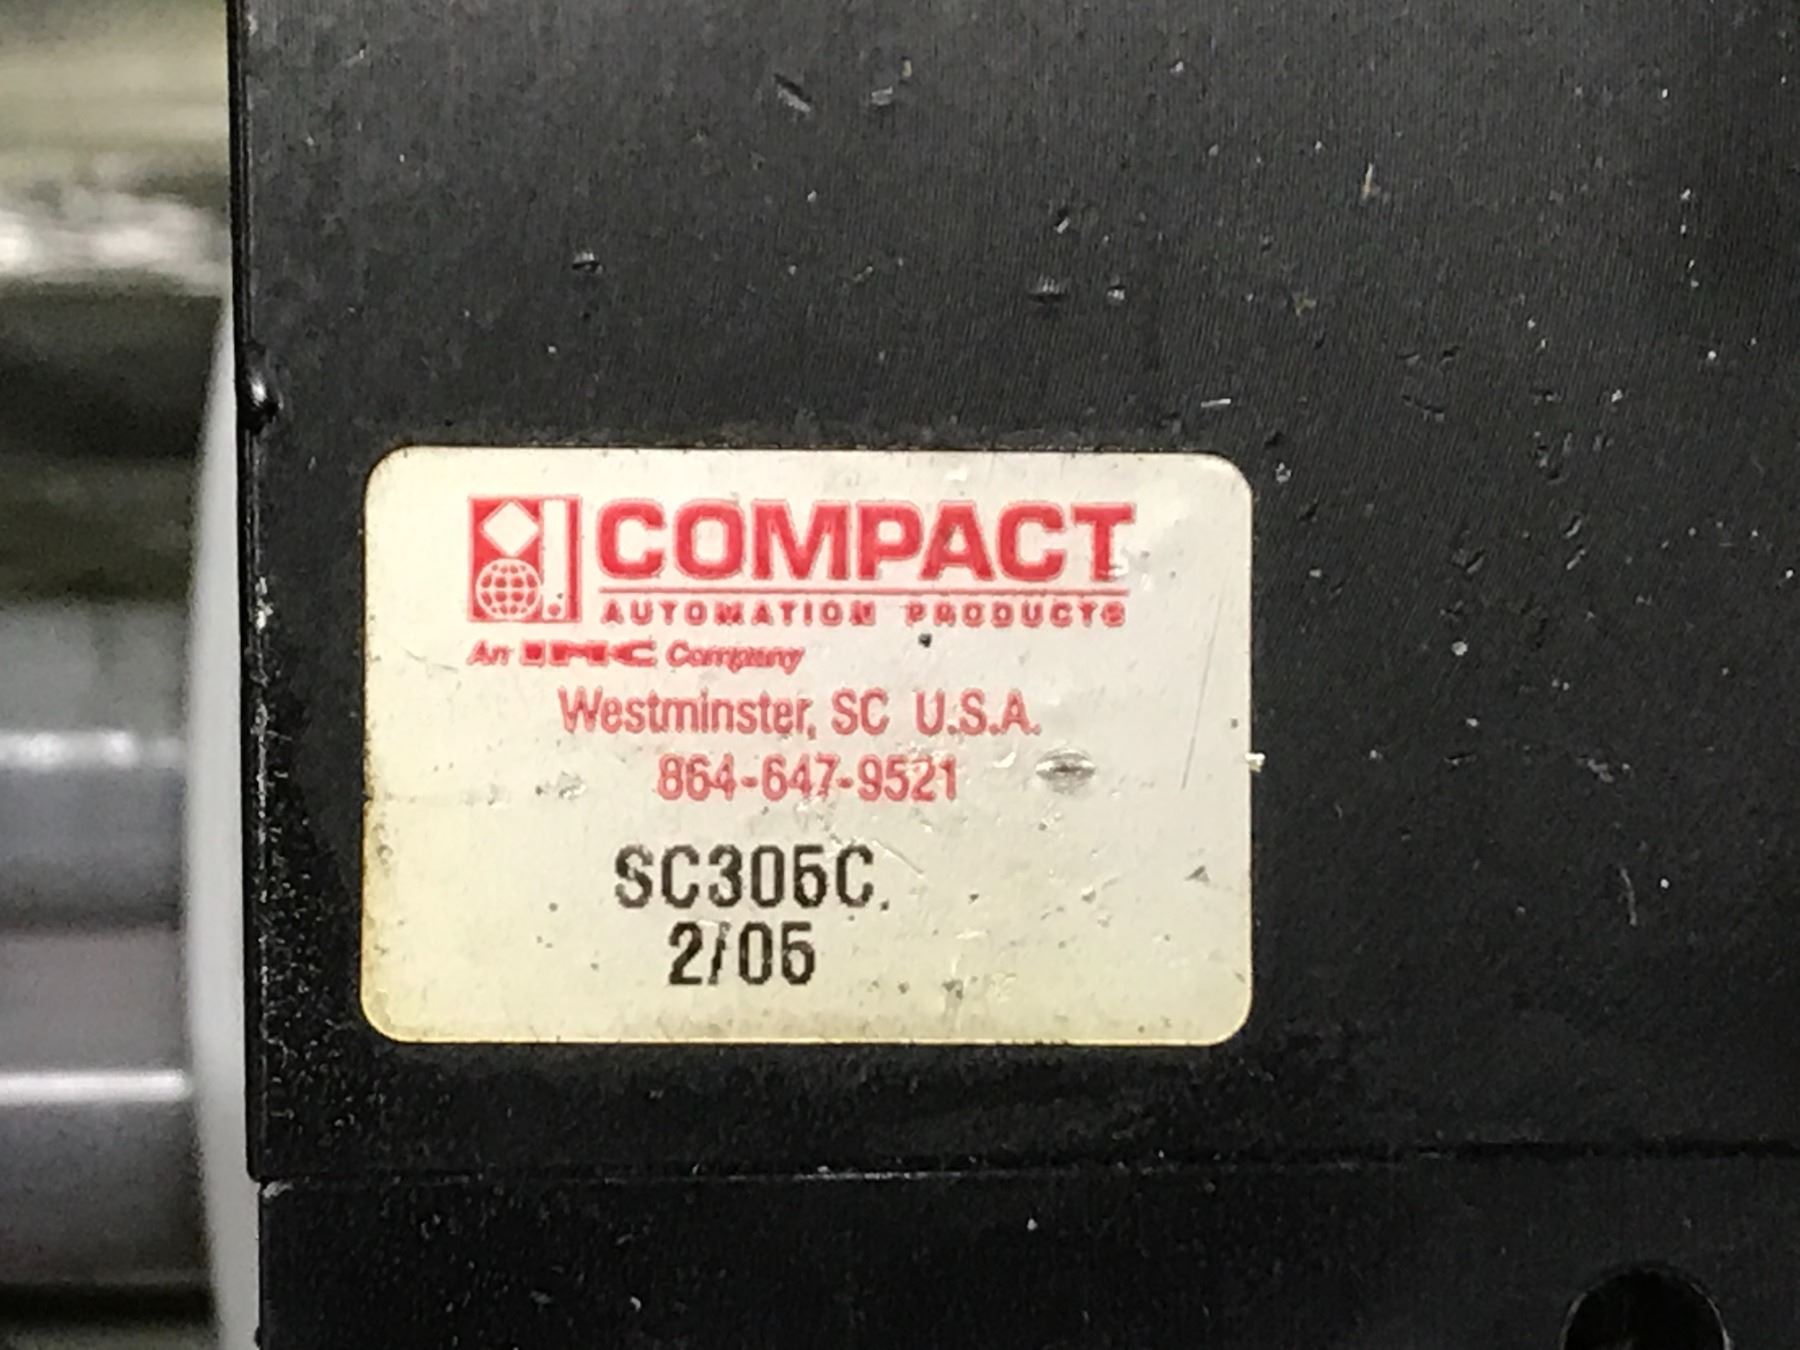 COMPACT
AUTOMATION PRODUCTS
An IMC Company
Westminster, SC U.S.A.
864-647-9521
SC305C
2/05